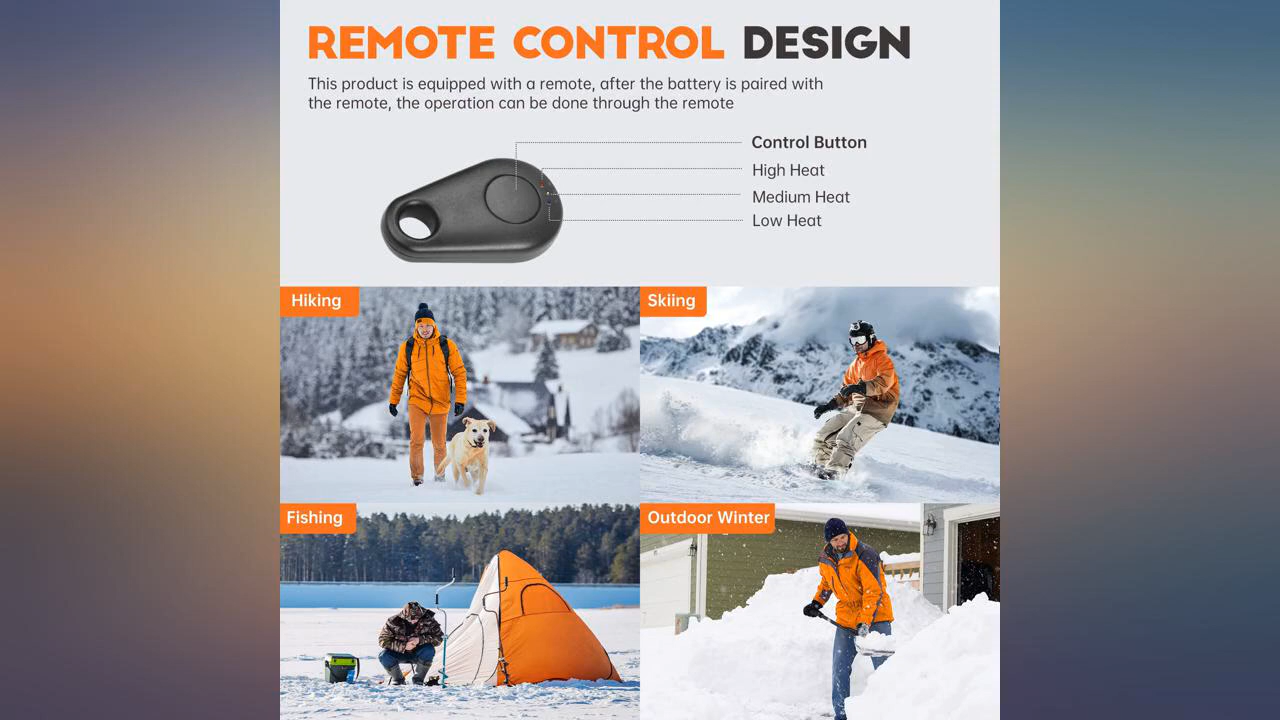 REMOTE CONTROL DESIGN
This product is equipped with a remote, after the battery is paired with
the remote, the operation can be done through the remote
Control Button
High Heat
Medium Heat
Low Heat
Hiking
Skiing
Fishing
Outdoor Winter